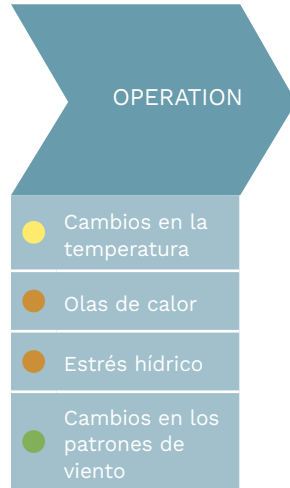 OPERATION
Cambios en la
temperatura
Olas de calor
Estrés hídrico
Cambios en los
patrones de
viento